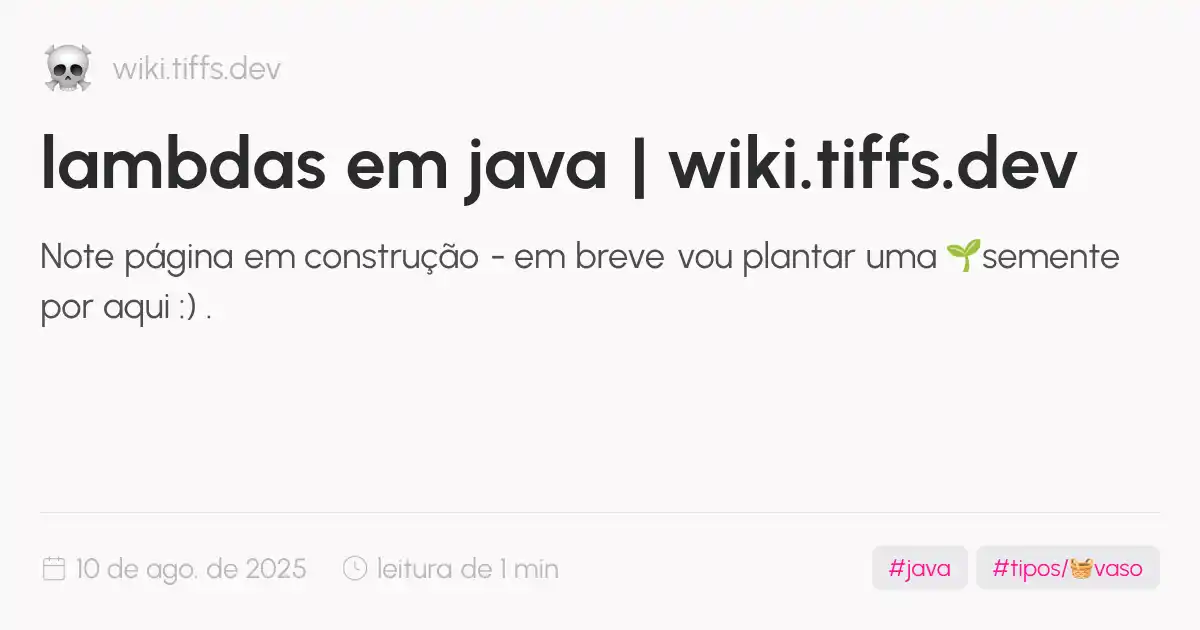 wiki.tiffs.dev
lambdas em java | wiki.tiffs.dev
Note página em construção - em breve vou plantar uma 🌱semente
por aqui :) .
10 de ago. de 2025 leitura de 1 min #java #tipos/🧺vaso